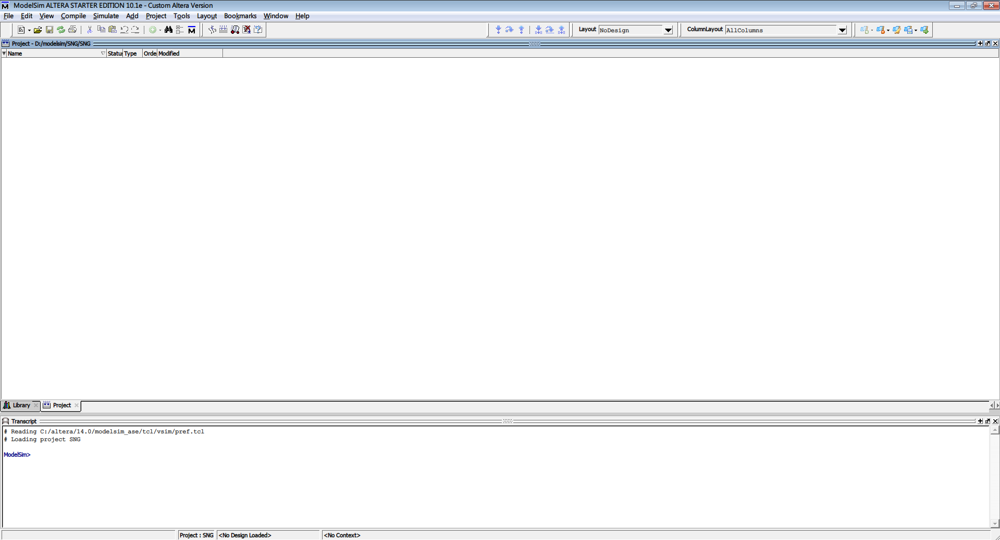 ModelSim ALTERA STARTER EDITION 10.1e - Custom Altera Version
File Edit View Compile Simulate Add Project Tools Layout Bookmarks Window Help
Layout NoDesign ColumnLayout AllColumns
Project - D:/modelsim/SNG/SNG
Name Statu Type Orde Modified
Library Project
Transcript
# Reading C:/altera/14.0/modelsim_ase/tcl/vsim/pref.tcl
# Loading project SNG
ModelSim>
Project : SNG <No Design Loaded> <No Context>